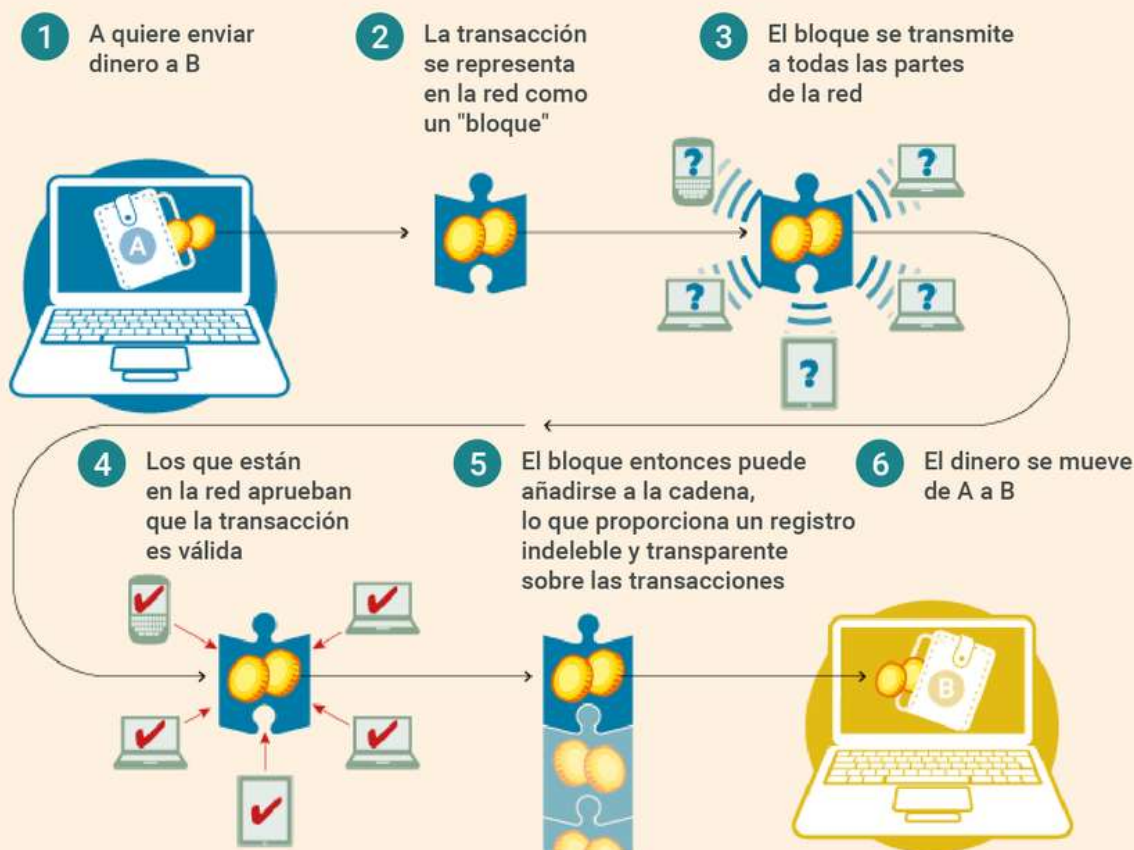 1
A quiere enviar
dinero a B
2
La transacción
se representa
en la red como
un "bloque"
3
El bloque se transmite
a todas las partes
de la red
A
?
?
?
?
?
4
Los que están
en la red aprueban
que la transacción
es válida
5
El bloque entonces puede
añadirse a la cadena,
lo que proporciona un registro
indeleble y transparente
sobre las transacciones
6
El dinero se mueve
de A a B
B